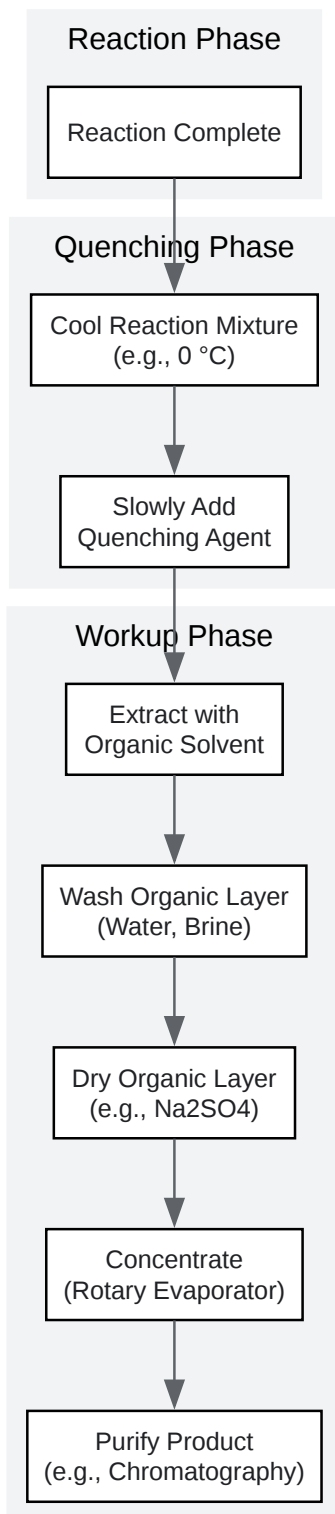 Reaction Phase
Reaction Complete
Quenching Phase
Cool Reaction Mixture
(e.g., 0 °C)
Slowly Add
Quenching Agent
Workup Phase
Extract with
Organic Solvent
Wash Organic Layer
(Water, Brine)
Dry Organic Layer
(e.g., Na2SO4)
Concentrate
(Rotary Evaporator)
Purify Product
(e.g., Chromatography)